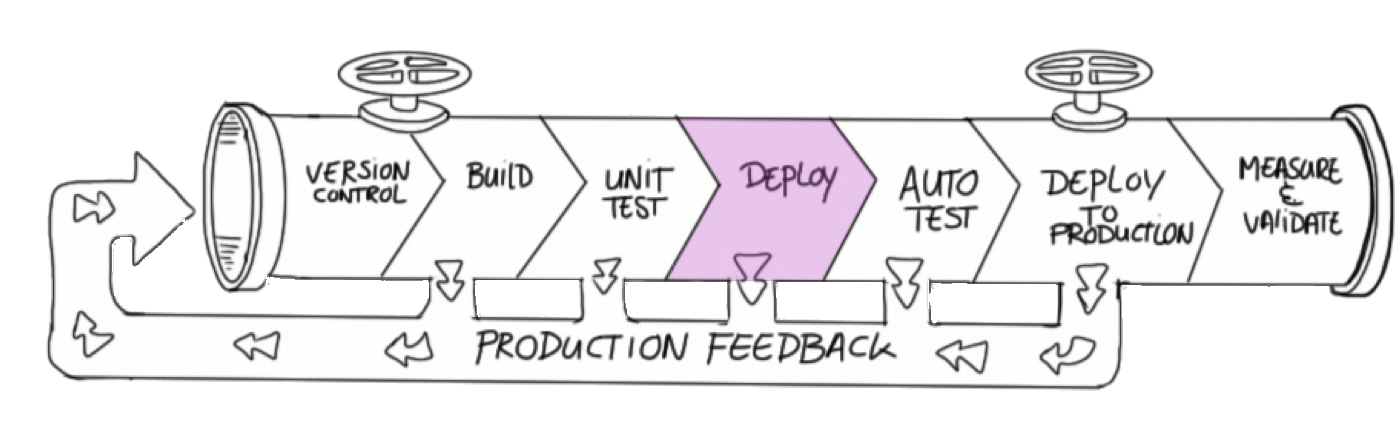 VERSION
CONTROL
BUILD
UNIT
TEST
DEPLOY
AUTO
TEST
DEPLOY
TO
PRODUCTION
MEASURE
&
VALIDATE
PRODUCTION FEEDBACK